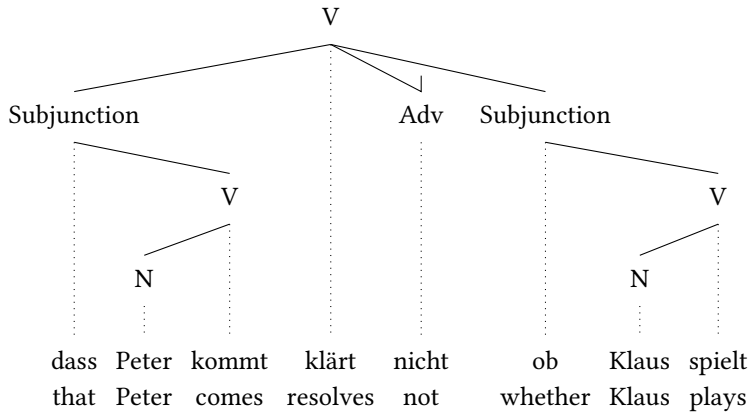 V
Subjunction Adv Subjunction
V V
N N
dass Peter kommt klärt nicht ob Klaus spielt
that Peter comes resolves not whether Klaus plays